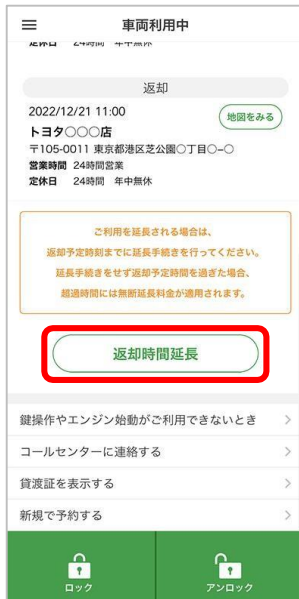 車両利用中
定休日 24時間 年中無休
返却
2022/12/21 11:00
地図をみる
トヨタ〇〇〇店
〒105-0011 東京都港区芝公園〇丁目〇−〇
営業時間 24時間営業
定休日 24時間 年中無休
ご利用を延長される場合は、
返却予定時刻までに延長手続きを行ってください。
延長手続きをせず返却予定時間を過ぎた場合、
超過時間には無断延長料金が適用されます。
返却時間延長
鍵操作やエンジン始動がご利用できないとき
コールセンターに連絡する
貸渡証を表示する
新規で予約する
ロック
アンロック